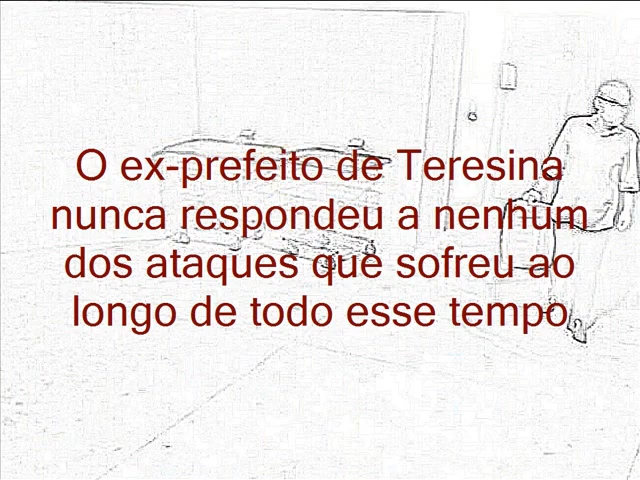 O ex-prefeito de Teresina
nunca respondeu a nenhum
dos ataques que sofreu ao
longo de todo esse tempo